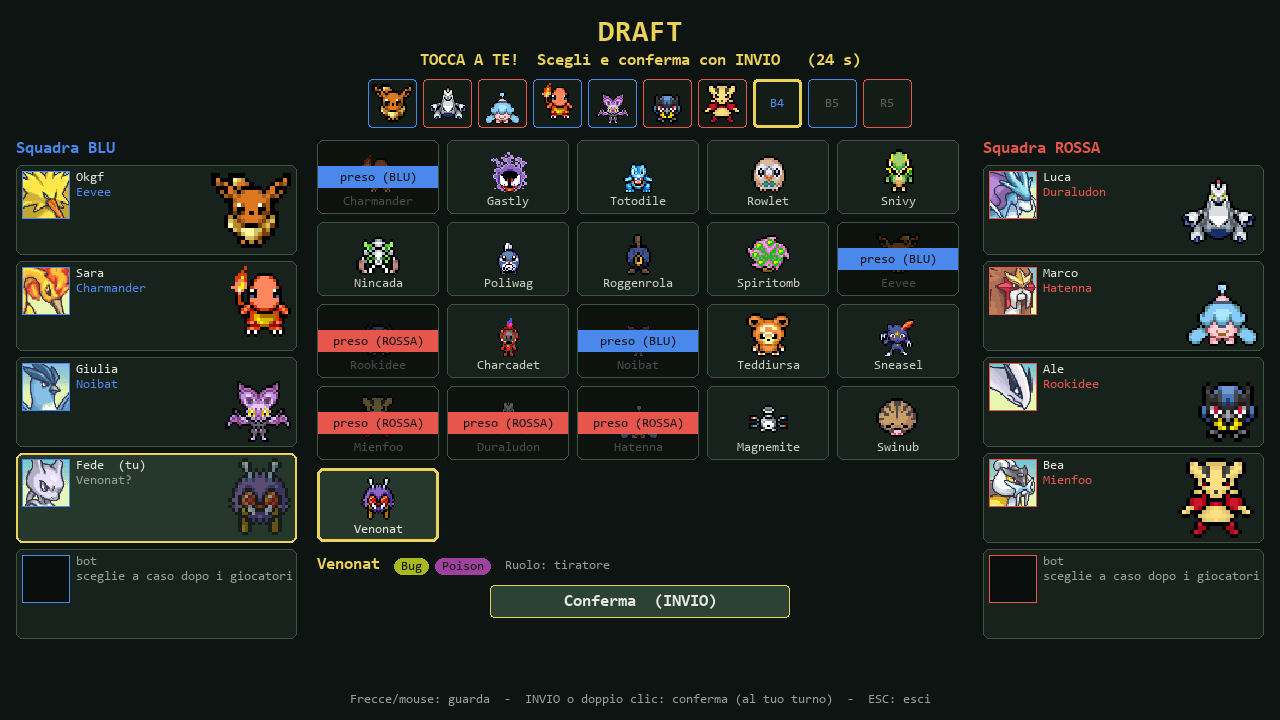 DRAFT
TOCCA A TE!  Scegli e conferma con INVIO   (24 s)
B4
B5
R5
Squadra BLU
Okgf
Eevee
Sara
Charmander
Giulia
Noibat
Fede  (tu)
Venonat?
bot
sceglie a caso dopo i giocatori
preso (BLU)
Charmander
Gastly
Totodile
Rowlet
Snivy
Nincada
Poliwag
Roggenrola
Spiritomb
preso (BLU)
Eevee
preso (ROSSA)
Rookidee
Charcadet
preso (BLU)
Noibat
Teddiursa
Sneasel
preso (ROSSA)
Mienfoo
preso (ROSSA)
Duraludon
preso (ROSSA)
Hatenna
Magnemite
Swinub
Venonat
Venonat
Bug
Poison
Ruolo: tiratore
Conferma  (INVIO)
Squadra ROSSA
Luca
Duraludon
Marco
Hatenna
Ale
Rookidee
Bea
Mienfoo
bot
sceglie a caso dopo i giocatori
Frecce/mouse: guarda  -  INVIO o doppio clic: conferma (al tuo turno)  -  ESC: esci